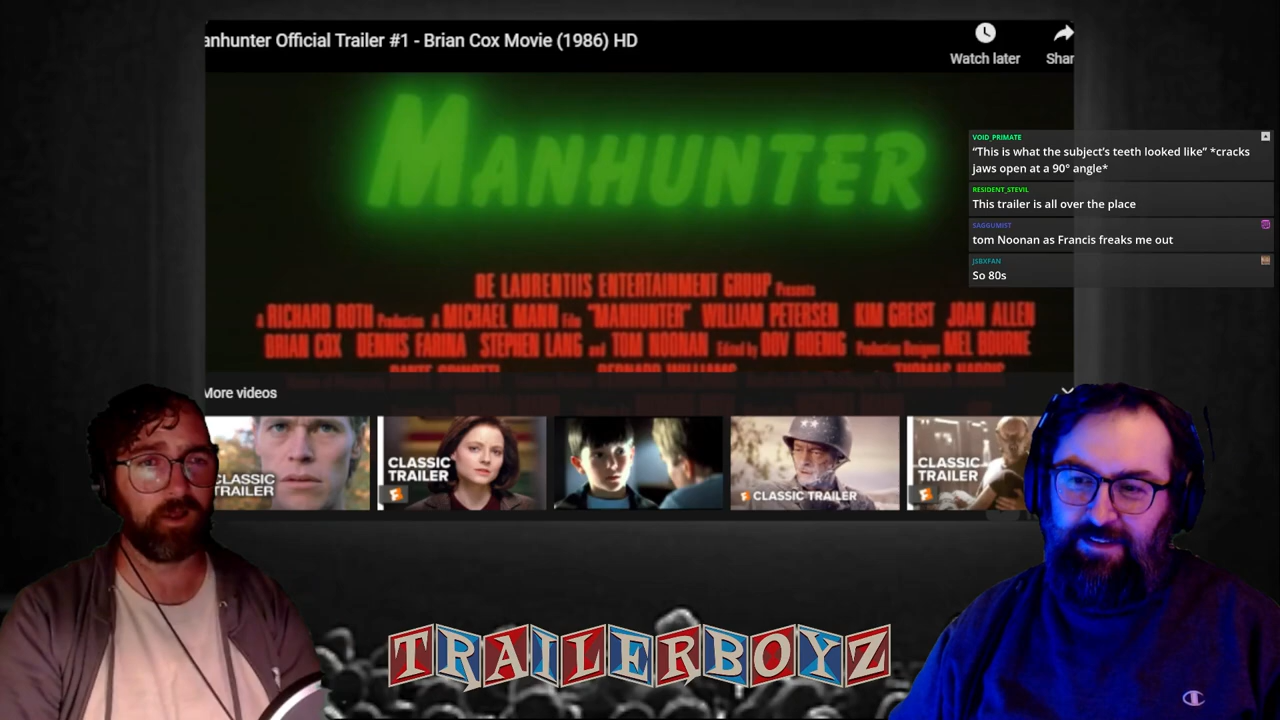 anhunter Official Trailer #1 - Brian Cox Movie (1986) HD
Watch later
Shar
MANHUNTER
DE LAURENTIIS ENTERTAINMENT GROUP Presents
A RICHARD ROTH Production A MICHAEL MANN Film "MANHUNTER" WILLIAM PETERSEN KIM GREIST JOAN ALLEN
BRIAN COX DENNIS FARINA STEPHEN LANG and TOM NOONAN Edited by DOV HOENIG Production Designer MEL BOURNE
VOID_PRIMATE
“This is what the subject’s teeth looked like” *cracks
jaws open at a 90° angle*
RESIDENT_STEVIL
This trailer is all over the place
SAGGUMIST
tom Noonan as Francis freaks me out
JSBXFAN
So 80s
More videos
CLASSIC
TRAILER
CLASSIC
TRAILER
CLASSIC TRAILER
CLASSIC
TRAILER
TRAILERBOYZ